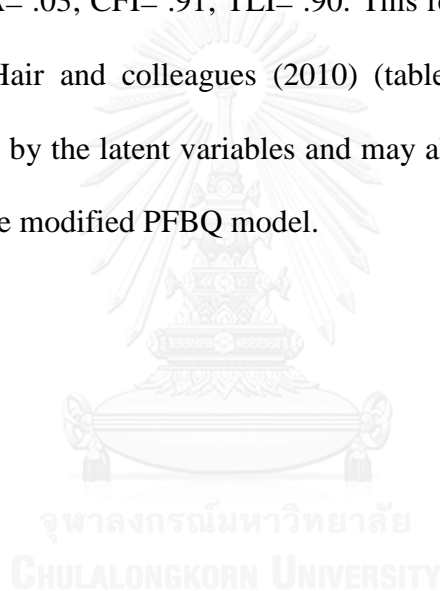 A= .03, CFI= .91, TLI= .90. This re
Hair and colleagues (2010) (table
by the latent variables and may al
e modified PFBQ model.
จุฬาลงกรณ์มหาวิทยาลัย
CHULALONGKORN UNIVERSITY